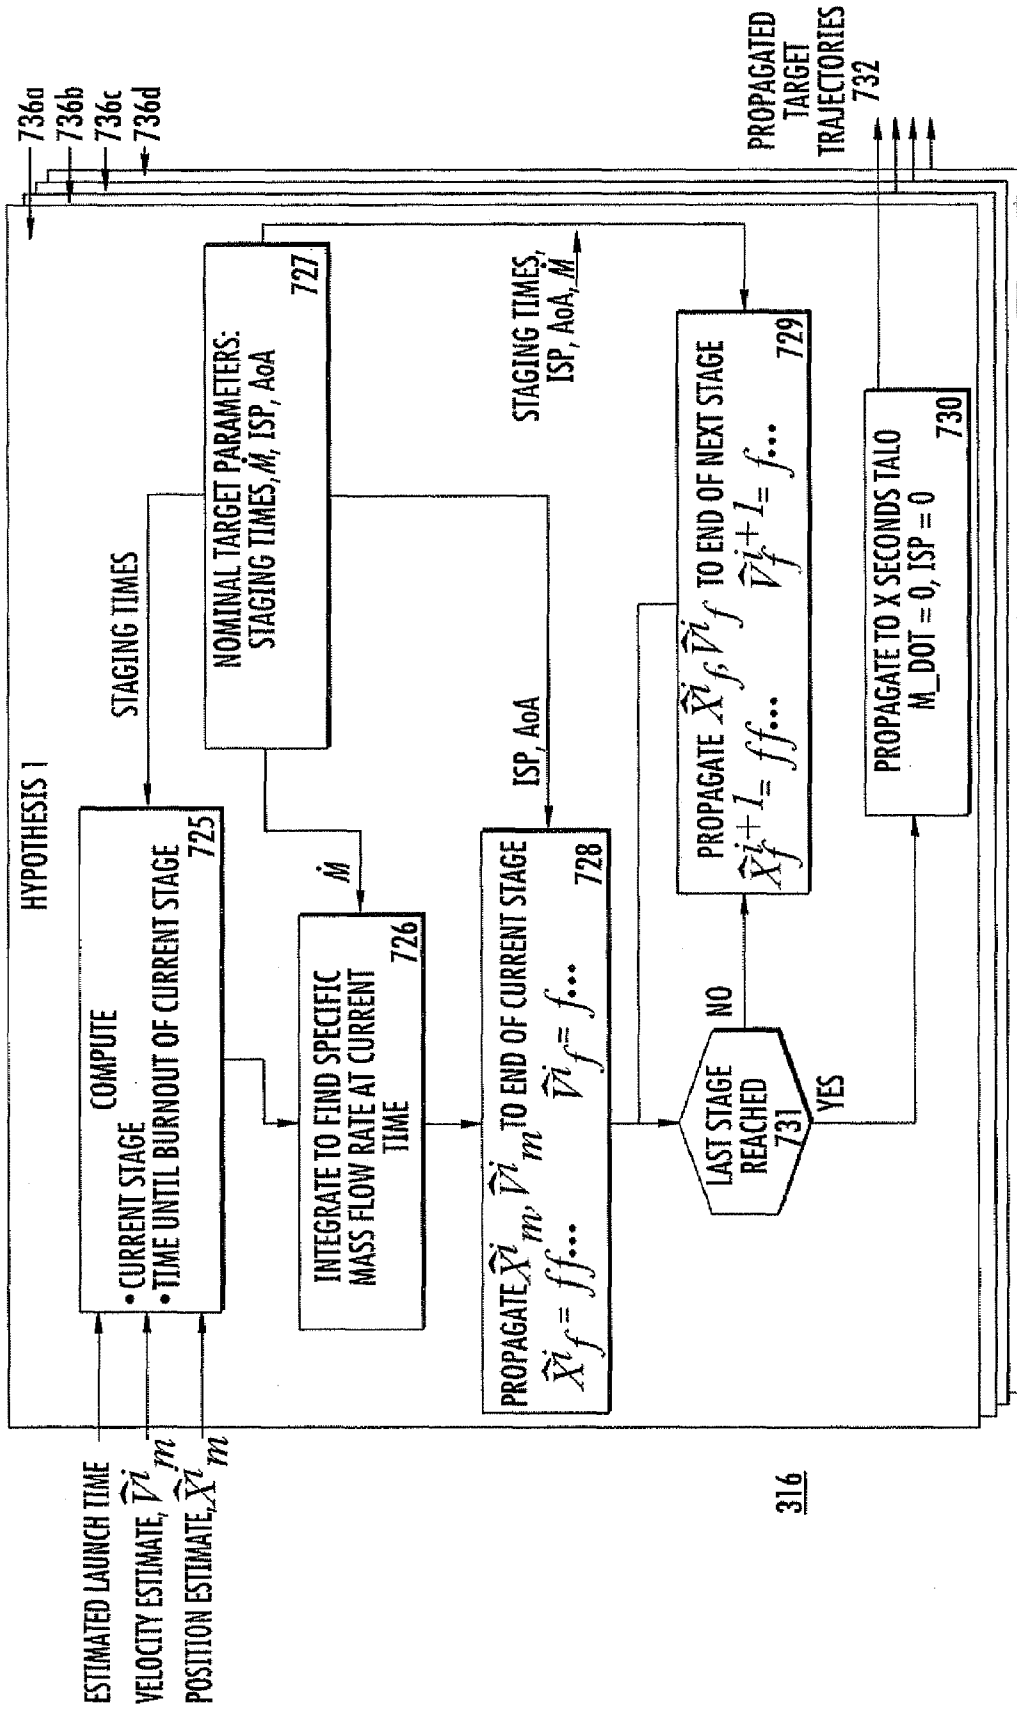 HYPOTHESIS 1
736a
736b
736c
736d
ESTIMATED LAUNCH TIME
VELOCITY ESTIMATE, V̂ⁱₘ
POSITION ESTIMATE, X̂ⁱₘ
COMPUTE
• CURRENT STAGE
• TIME UNTIL BURNOUT OF CURRENT STAGE
725
STAGING TIMES
NOMINAL TARGET PARAMETERS:
STAGING TIMES, Ṁ, ISP, AoA
727
Ṁ
INTEGRATE TO FIND SPECIFIC
MASS FLOW RATE AT CURRENT
TIME
726
ISP, AoA
PROPAGATE X̂ⁱₘ, V̂ⁱₘ TO END OF CURRENT STAGE
X̂ⁱ_f = ∫∫... V̂ⁱ_f = ∫...
728
STAGING TIMES,
ISP, AoA, Ṁ
LAST STAGE
REACHED
731
NO
YES
PROPAGATE X̂ⁱ_f, V̂ⁱ_f TO END OF NEXT STAGE
X̂ⁱ⁺¹_f = ∫∫... V̂ⁱ⁺¹_f = ∫...
729
PROPAGATE TO X SECONDS TALO
M_DOT = 0, ISP = 0
730
PROPAGATED
TARGET
TRAJECTORIES
732
316